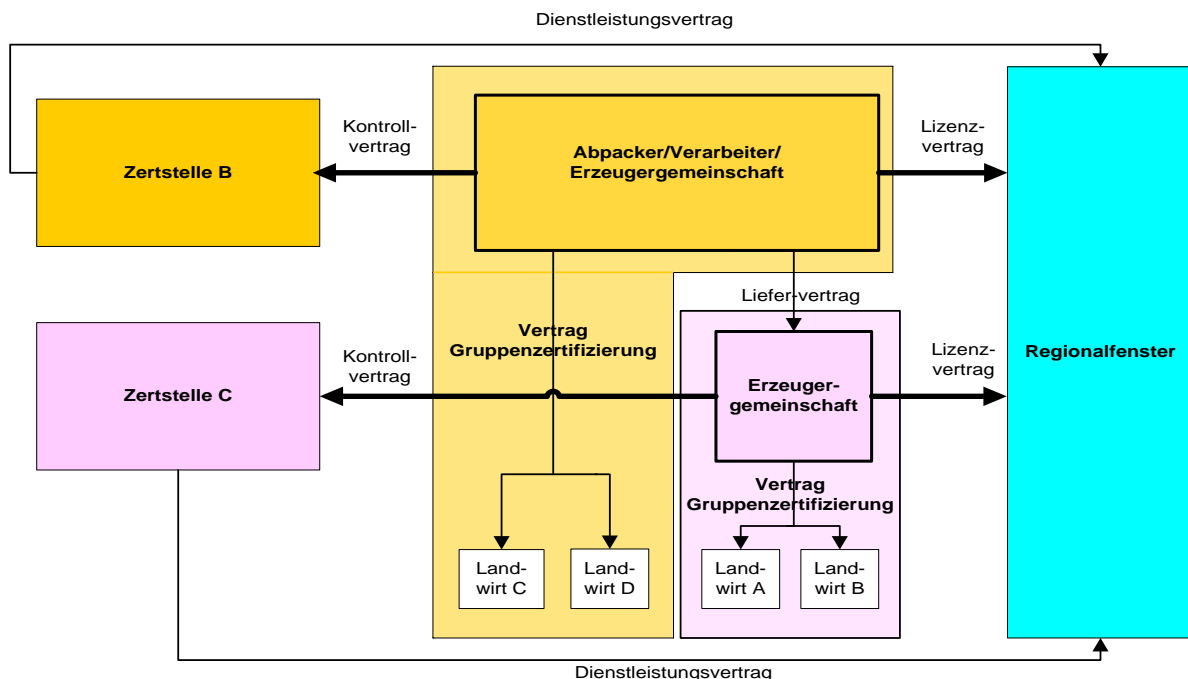 Dienstleistungsvertrag
Kontroll-
vertrag
Lizenz-
vertrag
Zertstelle B
Abpacker/Verarbeiter/
Erzeugergemeinschaft
Liefer-vertrag
Vertrag
Gruppenzertifizierung
Kontroll-
vertrag
Lizenz-
vertrag
Regionalfenster
Zertstelle C
Erzeuger-
gemeinschaft
Vertrag
Gruppenzertifizierung
Land-
wirt C
Land-
wirt D
Land-
wirt A
Land-
wirt B
Dienstleistungsvertrag